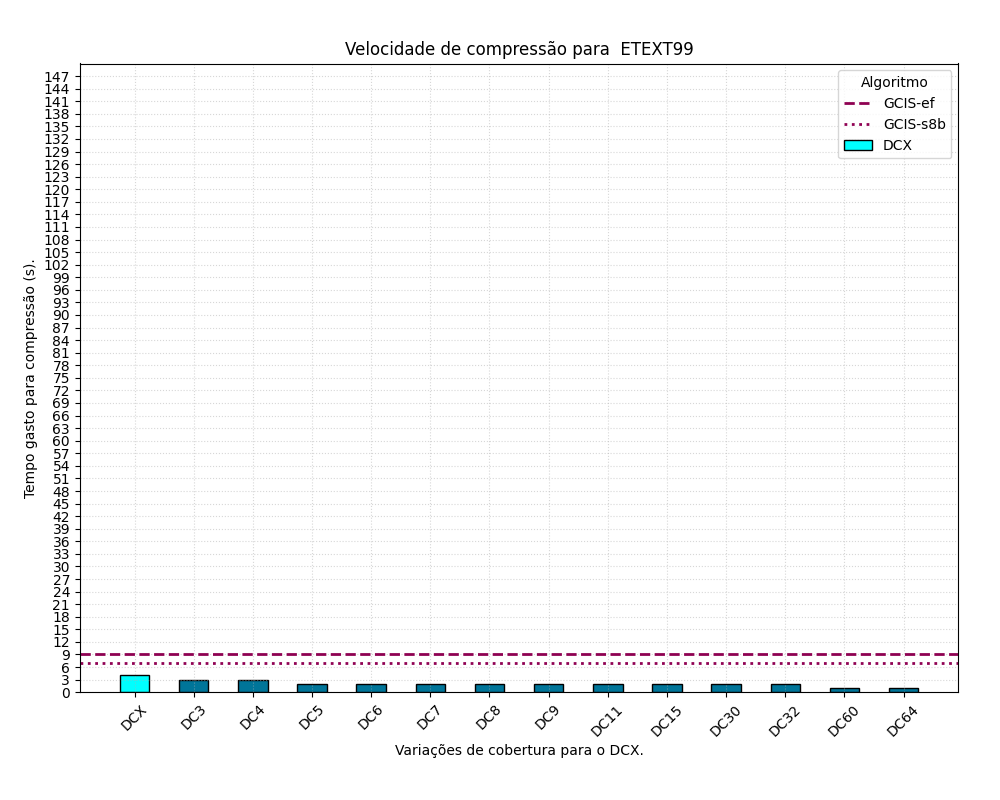 Velocidade de compressão para  ETEXT99
Algoritmo
GCIS-ef
GCIS-s8b
DCX
Tempo gasto para compressão (s).
147
144
141
138
135
132
129
126
123
120
117
114
111
108
105
102
99
96
93
90
87
84
81
78
75
72
69
66
63
60
57
54
51
48
45
42
39
36
33
30
27
24
21
18
15
12
9
6
3
0
DCX
DC3
DC4
DC5
DC6
DC7
DC8
DC9
DC11
DC15
DC30
DC32
DC60
DC64
Variações de cobertura para o DCX.